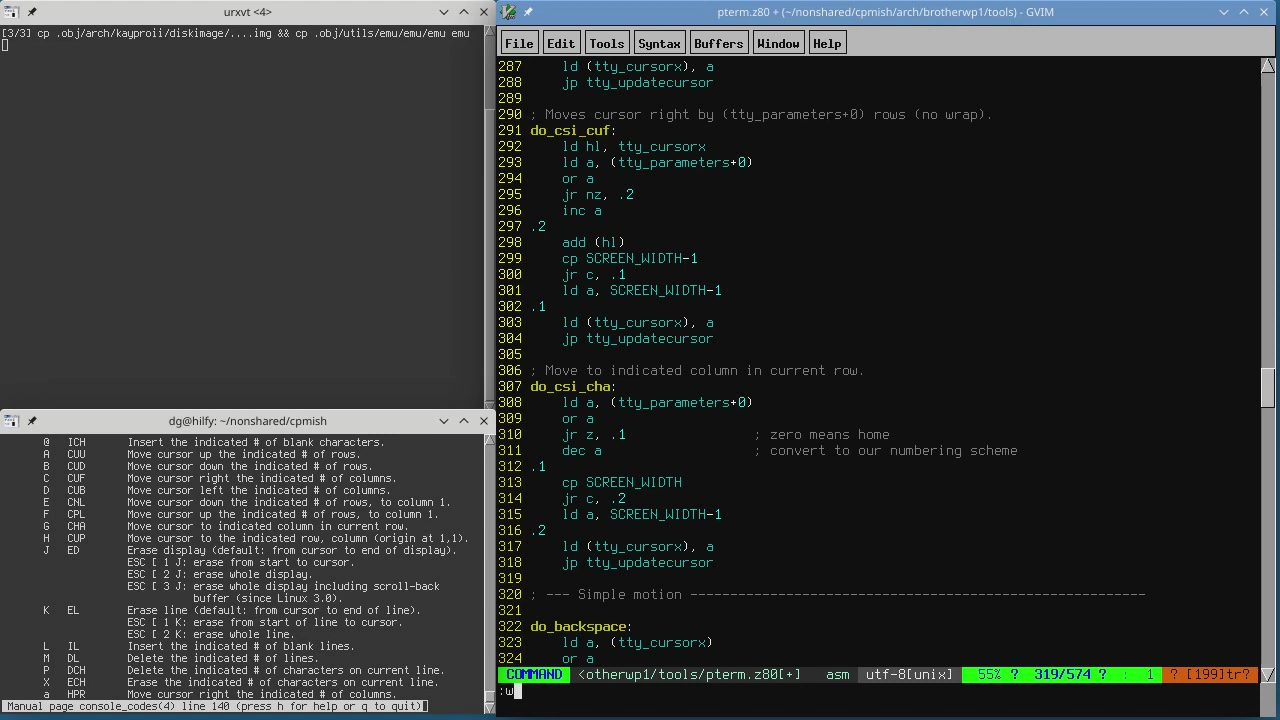 urxvt <4>
[3/3] cp .obj/arch/kayproii/diskimage/....img && cp .obj/utils/emu/emu/emu emu
dg@hilfy: ~/nonshared/cpmish
@ ICH Insert the indicated # of blank characters.
A CUU Move cursor up the indicated # of rows.
B CUD Move cursor down the indicated # of rows.
C CUF Move cursor right the indicated # of columns.
D CUB Move cursor left the indicated # of columns.
E CNL Move cursor down the indicated # of rows, to column 1.
F CPL Move cursor up the indicated # of rows, to column 1.
G CHA Move cursor to indicated column in current row.
H CUP Move cursor to the indicated row, column (origin at 1,1).
J ED Erase display (default: from cursor to end of display).
ESC [ 1 J: erase from start to cursor.
ESC [ 2 J: erase whole display.
ESC [ 3 J: erase whole display including scroll-back
buffer (since Linux 3.0).
K EL Erase line (default: from cursor to end of line).
ESC [ 1 K: erase from start of line to cursor.
ESC [ 2 K: erase whole line.
L IL Insert the indicated # of blank lines.
M DL Delete the indicated # of lines.
P DCH Delete the indicated # of characters on current line.
X ECH Erase the indicated # of characters on current line.
a HPR Move cursor right the indicated # of columns.
Manual page console_codes(4) line 140 (press h for help or q to quit)
pterm.z80 + (~/nonshared/cpmish/arch/brotherwp1/tools) - GVIM
File Edit Tools Syntax Buffers Window Help
287 ld (tty_cursorx), a
288 jp tty_updatecursor
289
290 ; Moves cursor right by (tty_parameters+0) rows (no wrap).
291 do_csi_cuf:
292 ld hl, tty_cursorx
293 ld a, (tty_parameters+0)
294 or a
295 jr nz, .2
296 inc a
297 .2
298 add (hl)
299 cp SCREEN_WIDTH-1
300 jr c, .1
301 ld a, SCREEN_WIDTH-1
302 .1
303 ld (tty_cursorx), a
304 jp tty_updatecursor
305
306 ; Move to indicated column in current row.
307 do_csi_cha:
308 ld a, (tty_parameters+0)
309 or a
310 jr z, .1 ; zero means home
311 dec a ; convert to our numbering scheme
312 .1
313 cp SCREEN_WIDTH
314 jr c, .2
315 ld a, SCREEN_WIDTH-1
316 .2
317 ld (tty_cursorx), a
318 jp tty_updatecursor
319
320 ; --- Simple motion ---------------------------------------------------------
321
322 do_backspace:
323 ld a, (tty_cursorx)
324 or a
COMMAND <otherwp1/tools/pterm.z80[+] asm utf-8[unix] 55% ? 319/574 ? : 1 ? [199]tr?
:w